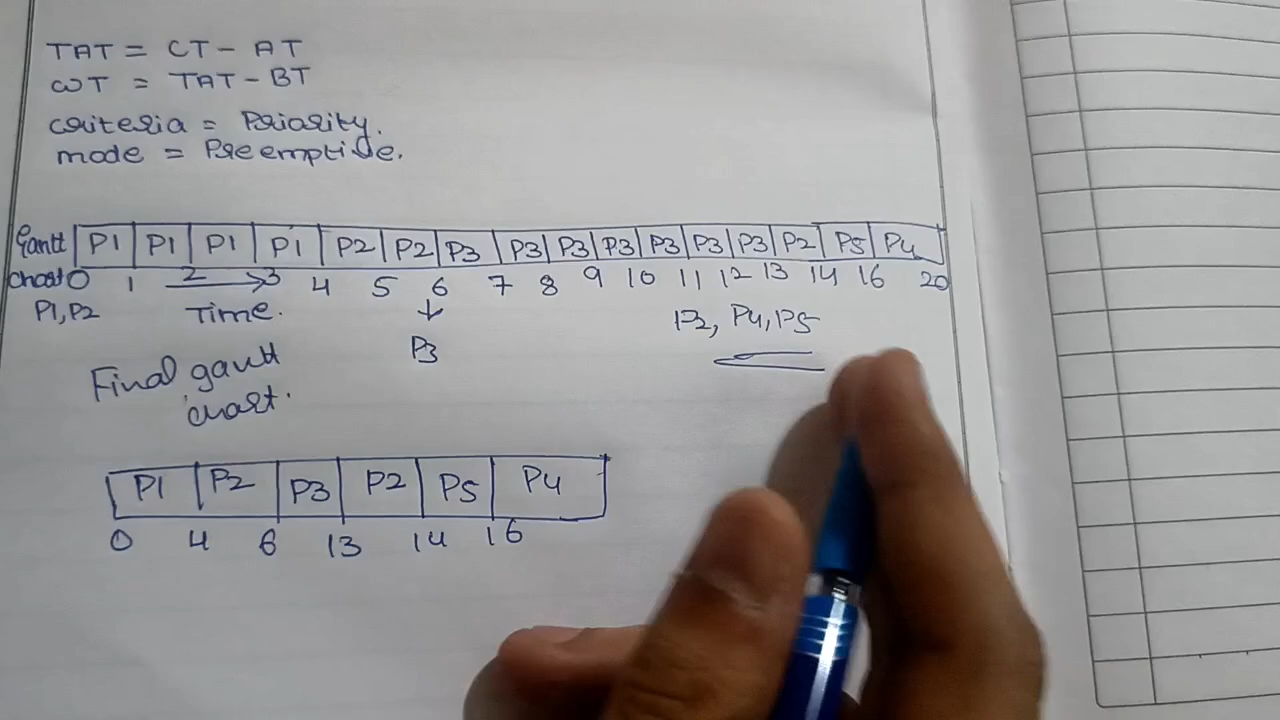 TAT = CT - AT
WT = TAT - BT
criteria = Priority.
mode = Preemptive.
Gantt P1 P1 P1 P1 P2 P2 P3 P3 P3 P3 P3 P3 P3 P2 P5 P4
chart 0 1 2 3 4 5 6 7 8 9 10 11 12 13 14 16 20
P1, P2 Time. P2, P4, P5
P3
Final gantt
chart.
P1 P2 P3 P2 P5 P4
0 4 6 13 14 16